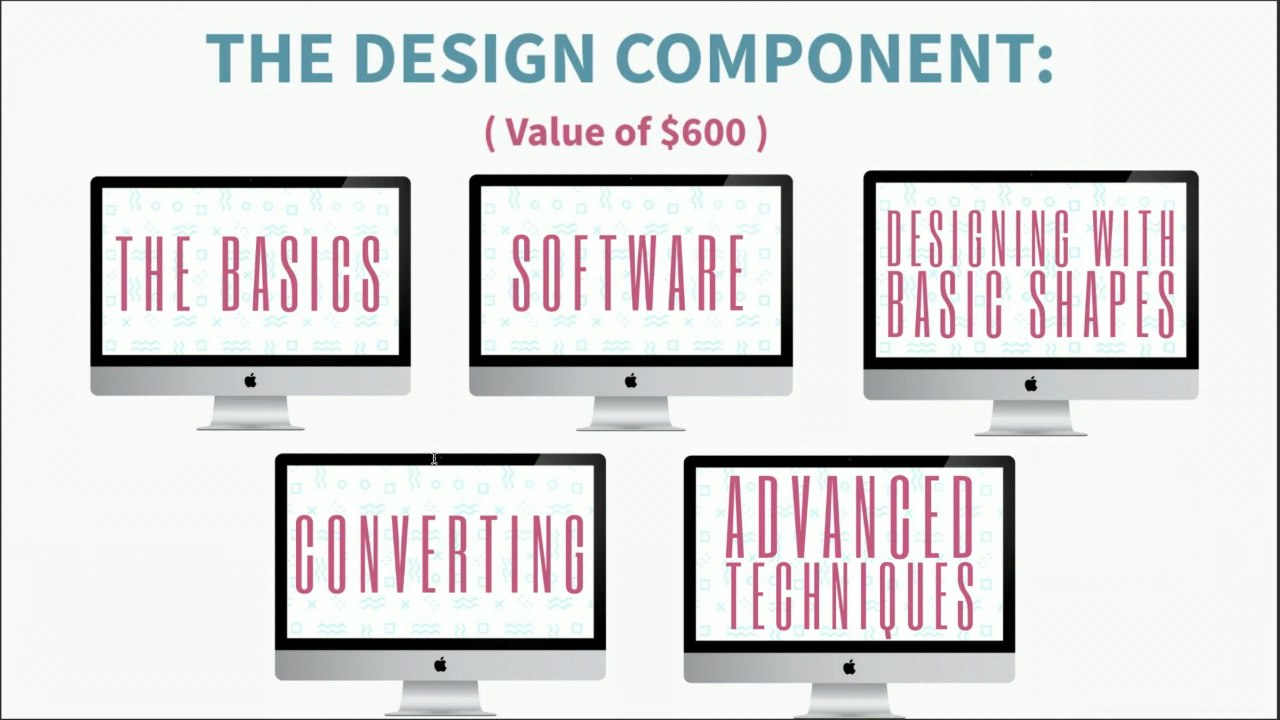 THE DESIGN COMPONENT:
( Value of $600 )
THE BASICS
SOFTWARE
DESIGNING WITH
BASIC SHAPES
CONVERTING
ADVANCED
TECHNIQUES